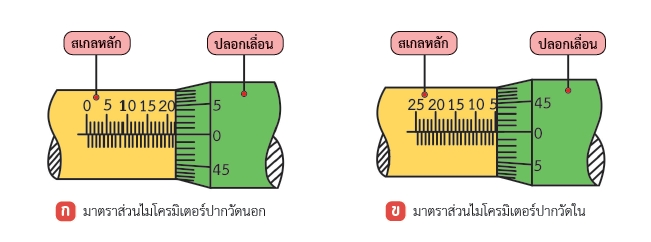 สเกลหลัก ปลอกเลื่อน
0 5 10 15 20 5
0
45
ก มาตราส่วนไมโครมิเตอร์ปากวัดนอก
สเกลหลัก ปลอกเลื่อน
25 20 15 10 5 45
0
5
ข มาตราส่วนไมโครมิเตอร์ปากวัดใน